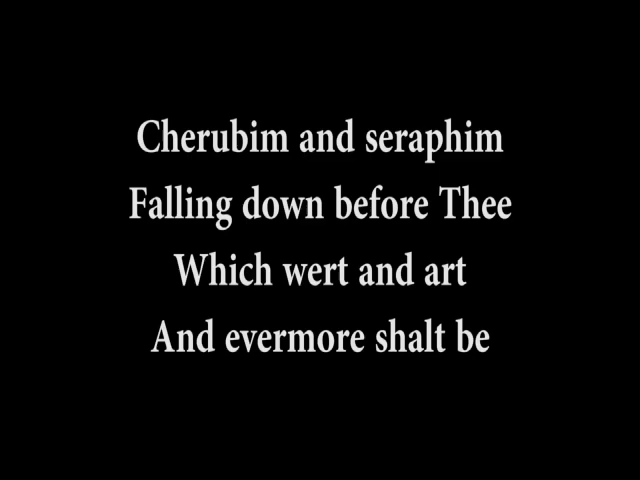 Cherubim and seraphim
Falling down before Thee
Which wert and art
And evermore shalt be